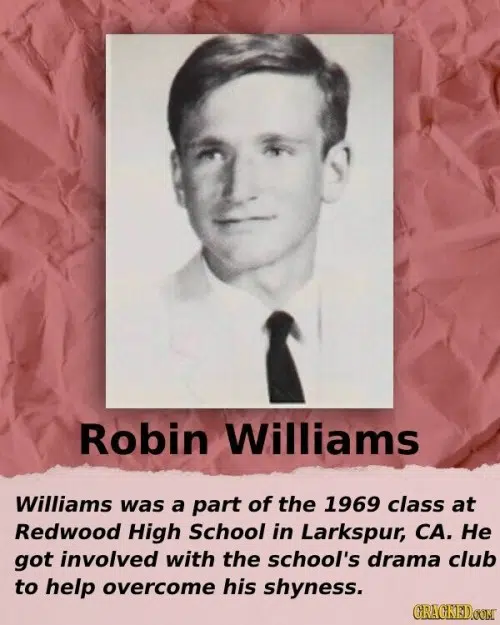 Robin Williams
Williams was a part of the 1969 class at
Redwood High School in Larkspur, CA. He
got involved with the school's drama club
to help overcome his shyness.
CRACKED.COM